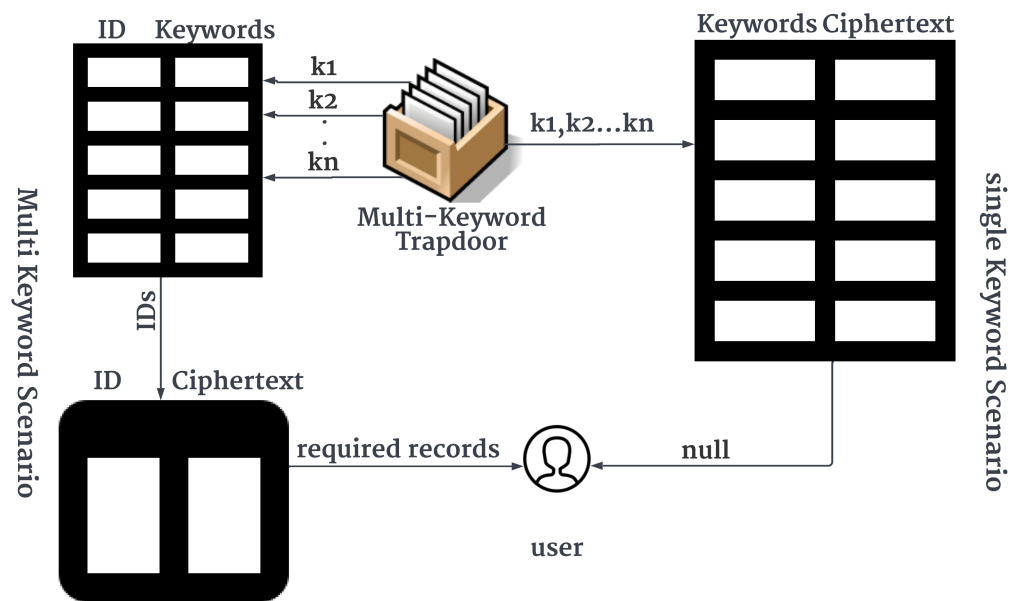 ID Keywords
Keywords Ciphertext
k1
k2
.
.
kn
k1,k2...kn
Multi-Keyword
Trapdoor
Multi Keyword Scenario
single Keyword Scenario
IDs
ID Ciphertext
required records
null
user